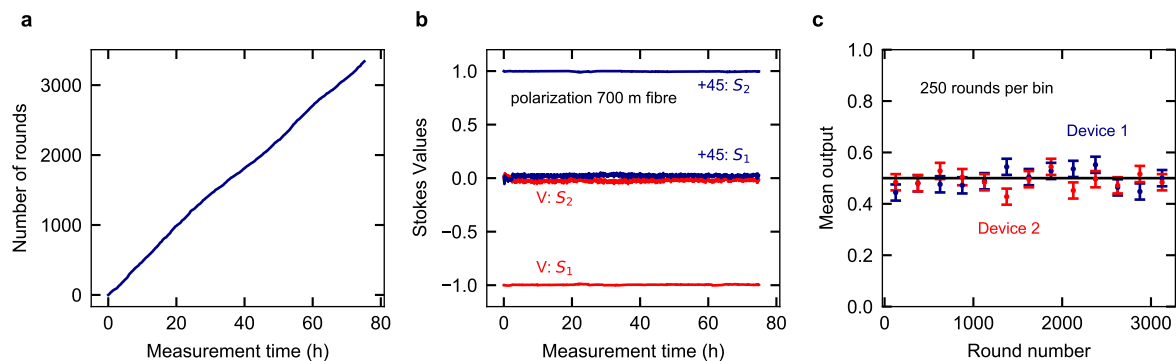 a
Number of rounds
3000
2000
1000
0
0 20 40 60 80
Measurement time (h)
b
Stokes Values
1.0
0.5
0.0
−0.5
−1.0
+45: S₂
polarization 700 m fibre
+45: S₁
V: S₂
V: S₁
0 20 40 60 80
Measurement time (h)
c
Mean output
1.0
0.8
0.6
0.4
0.2
0.0
250 rounds per bin
Device 1
Device 2
0 1000 2000 3000
Round number